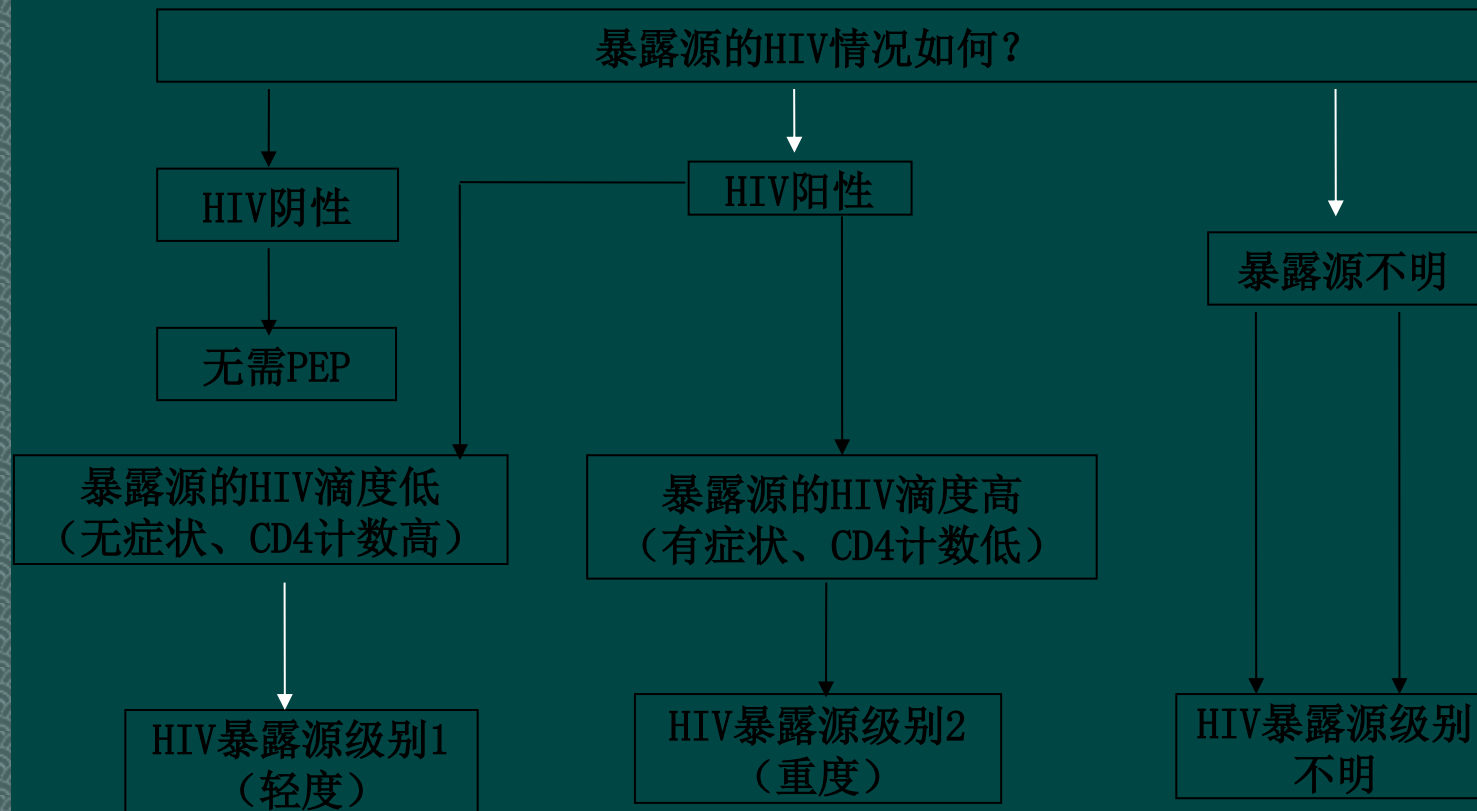 暴露源的HIV情况如何?
HIV阴性
HIV阳性
暴露源不明
无需PEP
暴露源的HIV滴度低
（无症状、CD4计数高）
暴露源的HIV滴度高
（有症状、CD4计数低）
HIV暴露源级别1
（轻度）
HIV暴露源级别2
（重度）
HIV暴露源级别
不明